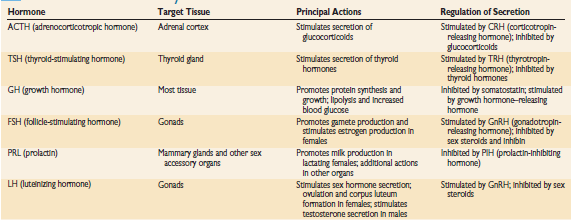 Hormone Target Tissue Principal Actions Regulation of Secretion
ACTH (adrenocorticotropic hormone) Adrenal cortex Stimulates secretion of Stimulated by CRH (corticotropin-
glucocorticoids releasing hormone); inhibited by
glucocorticoids
TSH (thyroid-stimulating hormone) Thyroid gland Stimulates secretion of thyroid Stimulated by TRH (thyrotropin-
hormones releasing hormone); inhibited by
thyroid hormones
GH (growth hormone) Most tissue Promotes protein synthesis and Inhibited by somatostatin; stimulated
growth; lipolysis and increased by growth hormone–releasing
blood glucose hormone
FSH (follicle-stimulating hormone) Gonads Promotes gamete production and Stimulated by GnRH (gonadotropin-
stimulates estrogen production in releasing hormone); inhibited by
females sex steroids and inhibin
PRL (prolactin) Mammary glands and other sex Promotes milk production in Inhibited by PIH (prolactin-inhibiting
accessory organs lactating females; additional actions hormone)
in other organs
LH (luteinizing hormone) Gonads Stimulates sex hormone secretion; Stimulated by GnRH; inhibited by sex
ovulation and corpus luteum steroids
formation in females; stimulates
testosterone secretion in males